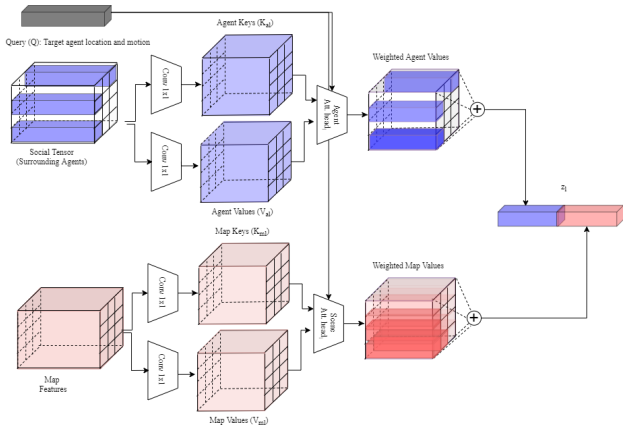 Agent Keys (Kal)
Query (Q): Target agent location and motion
Conv 1x1
Weighted Agent Values
Agent
Att. head,
Conv 1x1
Social Tensor
(Surrounding Agents)
Agent Values (Val)
zl
Map Keys (Kml)
Conv 1x1
Weighted Map Values
Scene
Att. head,
Conv 1x1
Map
Features
Map Values (Vml)